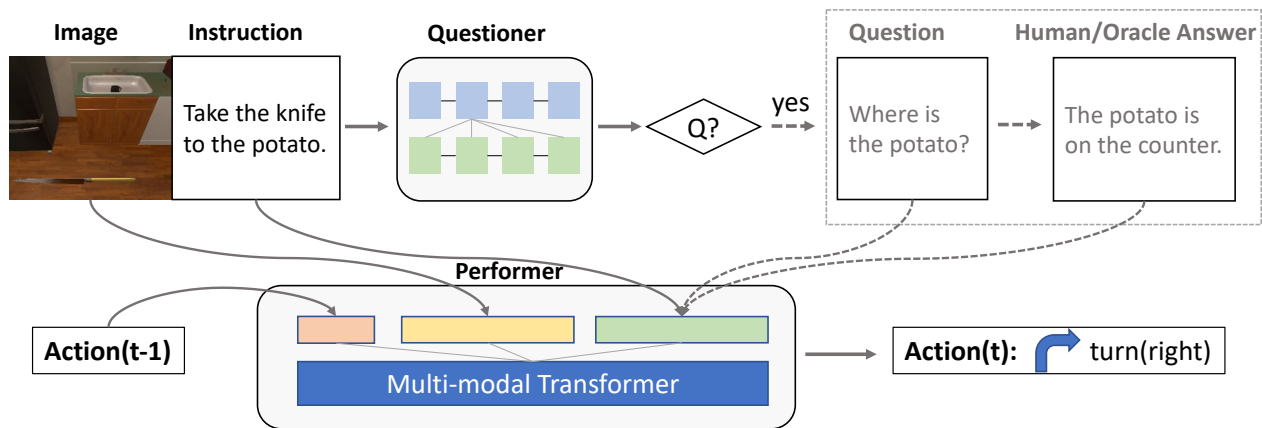 Image
Instruction
Questioner
Question
Human/Oracle Answer
Take the knife
to the potato.
Q?
yes
Where is
the potato?
The potato is
on the counter.
Performer
Action(t-1)
Multi-modal Transformer
Action(t):
turn(right)